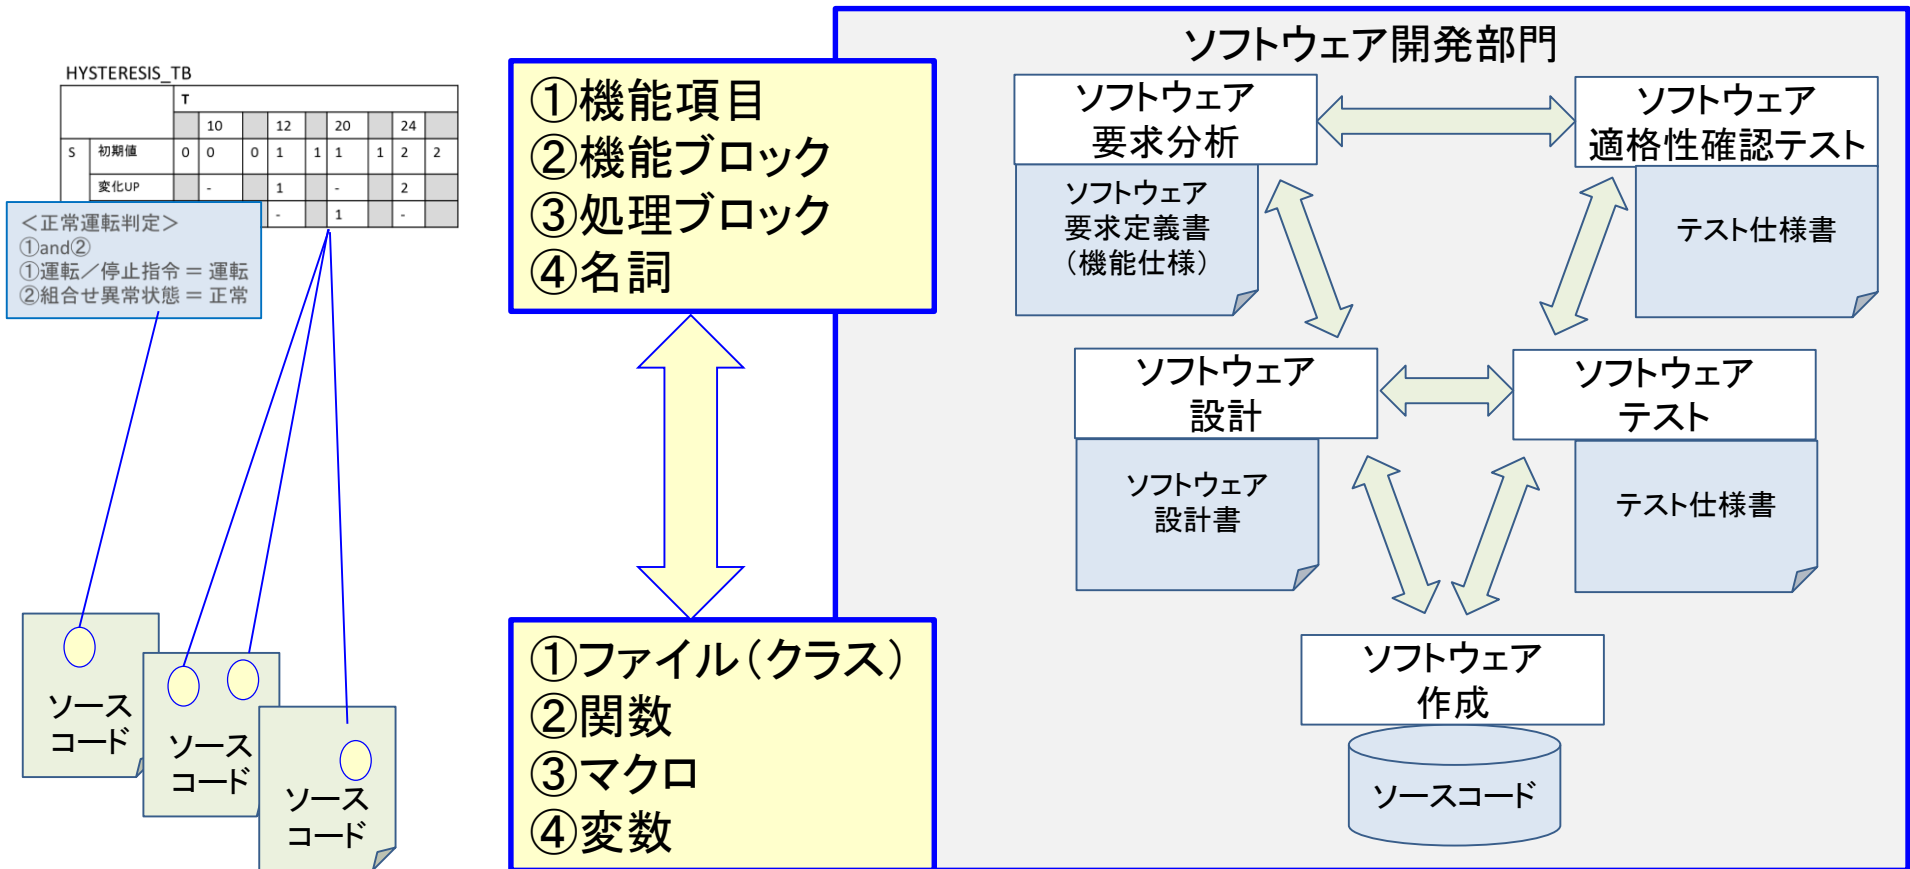 HYSTERESIS_TB
T
10 12 20 24
S 初期値 0 0 0 1 1 1 1 2 2
変化UP - 1 - 2
- 1 -
＜正常運転判定＞
①and②
①運転／停止指令 = 運転
②組合せ異常状態 = 正常
ソース
コード
ソース
コード
ソース
コード
①機能項目
②機能ブロック
③処理ブロック
④名詞
①ファイル（クラス）
②関数
③マクロ
④変数
ソフトウェア開発部門
ソフトウェア
要求分析
ソフトウェア
要求定義書
（機能仕様）
ソフトウェア
適格性確認テスト
テスト仕様書
ソフトウェア
設計
ソフトウェア
設計書
ソフトウェア
テスト
テスト仕様書
ソフトウェア
作成
ソースコード